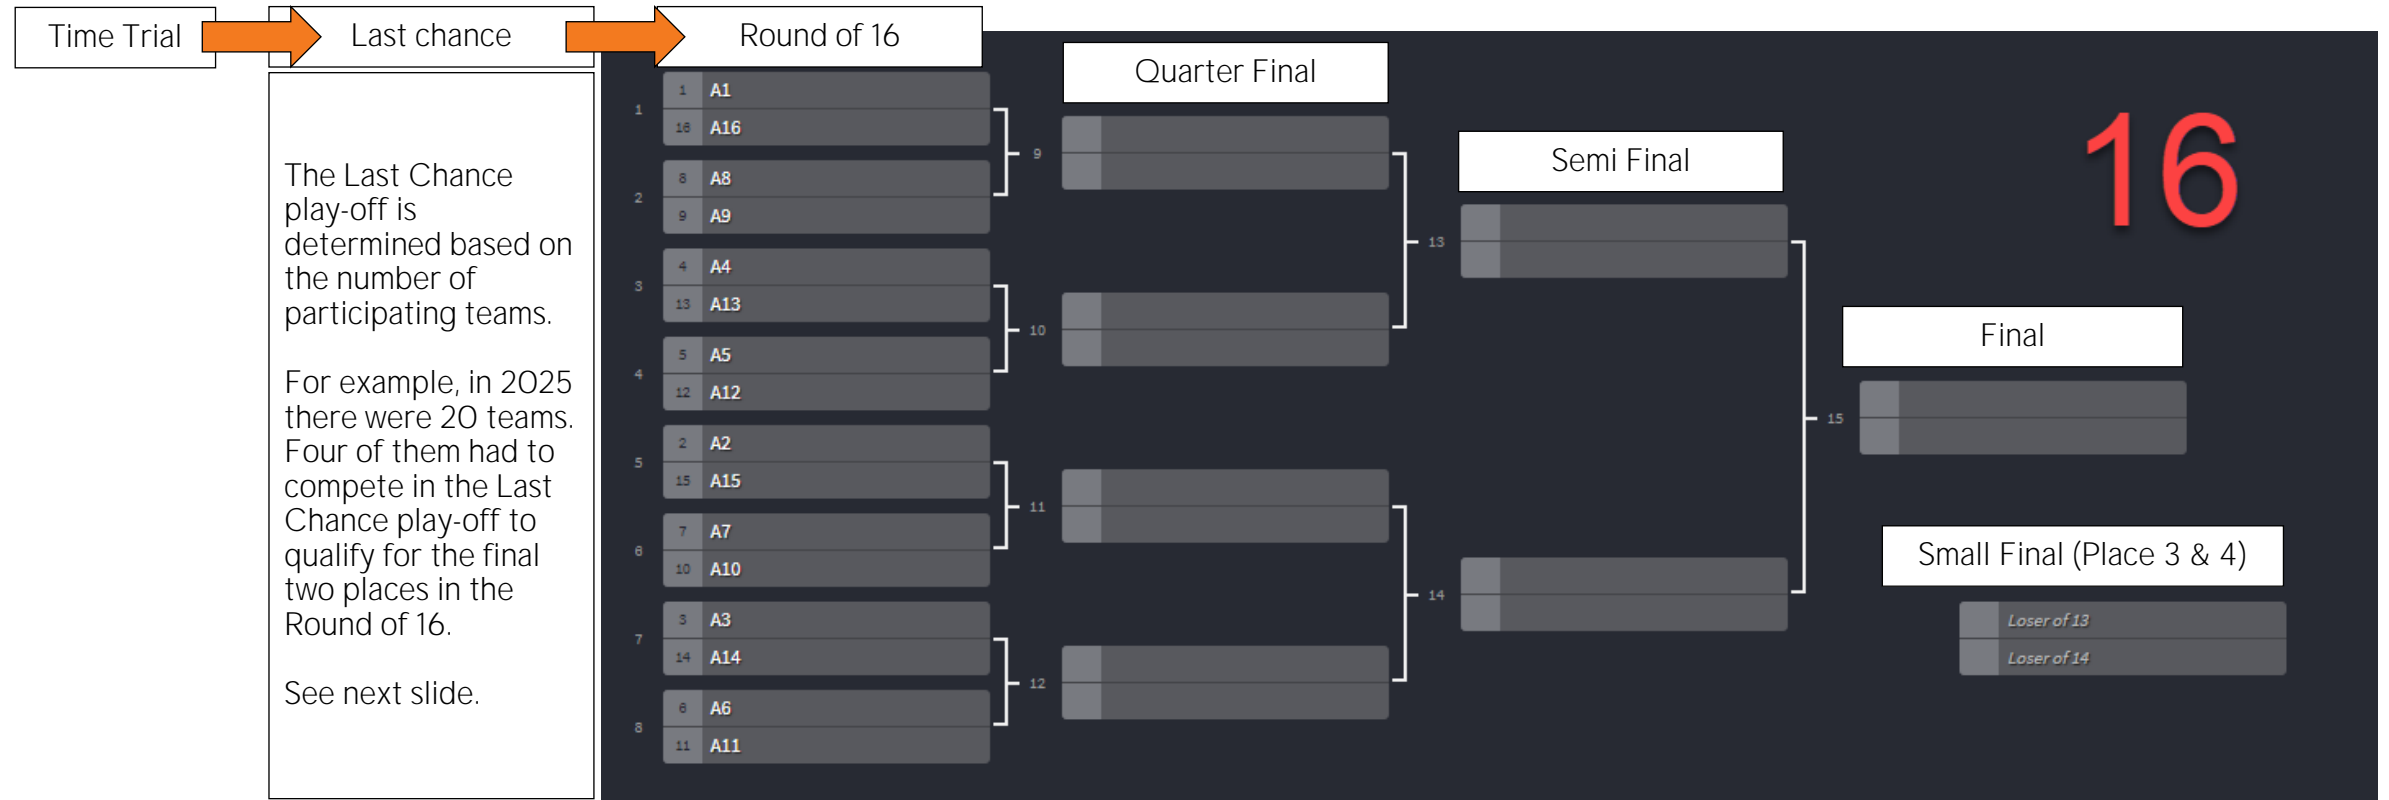 Time Trial
Last chance
Round of 16
The Last Chance
play-off is
determined based on
the number of
participating teams.
For example, in 2025
there were 20 teams.
Four of them had to
compete in the Last
Chance play-off to
qualify for the final
two places in the
Round of 16.
See next slide.
1
1 A1
16 A16
2
8 A8
9 A9
3
4 A4
13 A13
4
5 A5
12 A12
5
2 A2
15 A15
6
7 A7
10 A10
7
3 A3
14 A14
8
6 A6
11 A11
Quarter Final
9
10
11
12
Semi Final
13
14
16
Final
15
Small Final (Place 3 & 4)
Loser of 13
Loser of 14